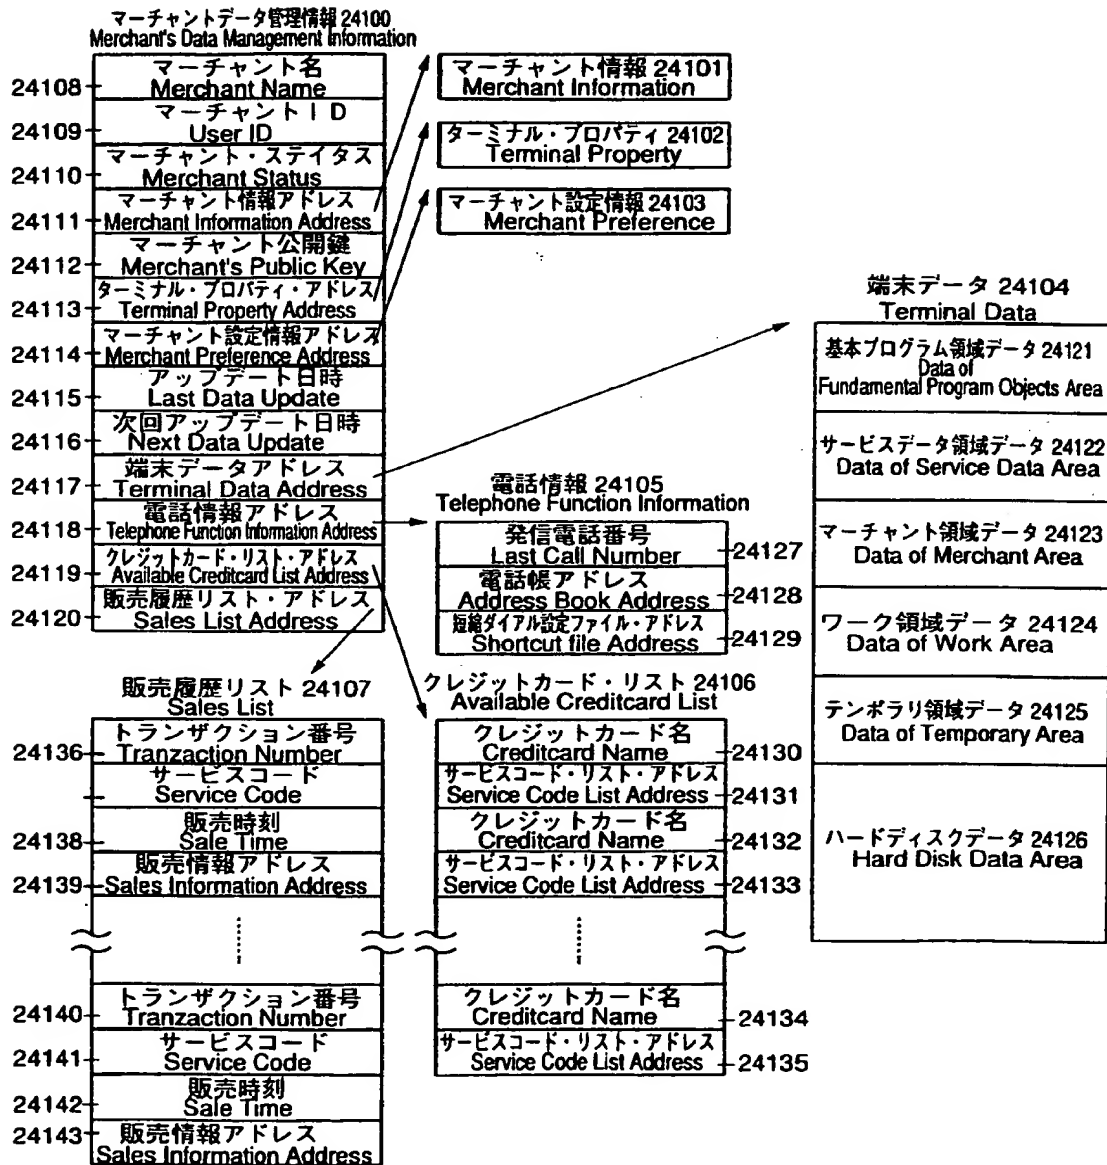 マーチャントデータ管理情報 24100
Merchant's Data Management Information
24108
マーチャント名
Merchant Name
24109
マーチャントID
User ID
24110
マーチャント・ステイタス
Merchant Status
24111
マーチャント情報アドレス
Merchant Information Address
24112
マーチャント公開鍵
Merchant's Public Key
24113
ターミナル・プロパティ・アドレス
Terminal Property Address
24114
マーチャント設定情報アドレス
Merchant Preference Address
24115
アップデート日時
Last Data Update
24116
次回アップデート日時
Next Data Update
24117
端末データアドレス
Terminal Data Address
24118
電話情報アドレス
Telephone Function Information Address
24119
クレジットカード・リスト・アドレス
Available Creditcard List Address
24120
販売履歴リスト・アドレス
Sales List Address
マーチャント情報 24101
Merchant Information
ターミナル・プロパティ 24102
Terminal Property
マーチャント設定情報 24103
Merchant Preference
端末データ 24104
Terminal Data
基本プログラム領域データ 24121
Data of
Fundamental Program Objects Area
サービスデータ領域データ 24122
Data of Service Data Area
マーチャント領域データ 24123
Data of Merchant Area
ワーク領域データ 24124
Data of Work Area
テンポラリ領域データ 24125
Data of Temporary Area
ハードディスクデータ 24126
Hard Disk Data Area
電話情報 24105
Telephone Function Information
発信電話番号
Last Call Number
24127
電話帳アドレス
Address Book Address
24128
短縮ダイアル設定ファイル・アドレス
Shortcut file Address
24129
販売履歴リスト 24107
Sales List
24136
トランザクション番号
Tranzaction Number
サービスコード
Service Code
24138
販売時刻
Sale Time
24139
販売情報アドレス
Sales Information Address
24140
トランザクション番号
Tranzaction Number
24141
サービスコード
Service Code
24142
販売時刻
Sale Time
24143
販売情報アドレス
Sales Information Address
クレジットカード・リスト 24106
Available Creditcard List
クレジットカード名
Creditcard Name
24130
サービスコード・リスト・アドレス
Service Code List Address
24131
クレジットカード名
Creditcard Name
24132
サービスコード・リスト・アドレス
Service Code List Address
24133
クレジットカード名
Creditcard Name
24134
サービスコード・リスト・アドレス
Service Code List Address
24135